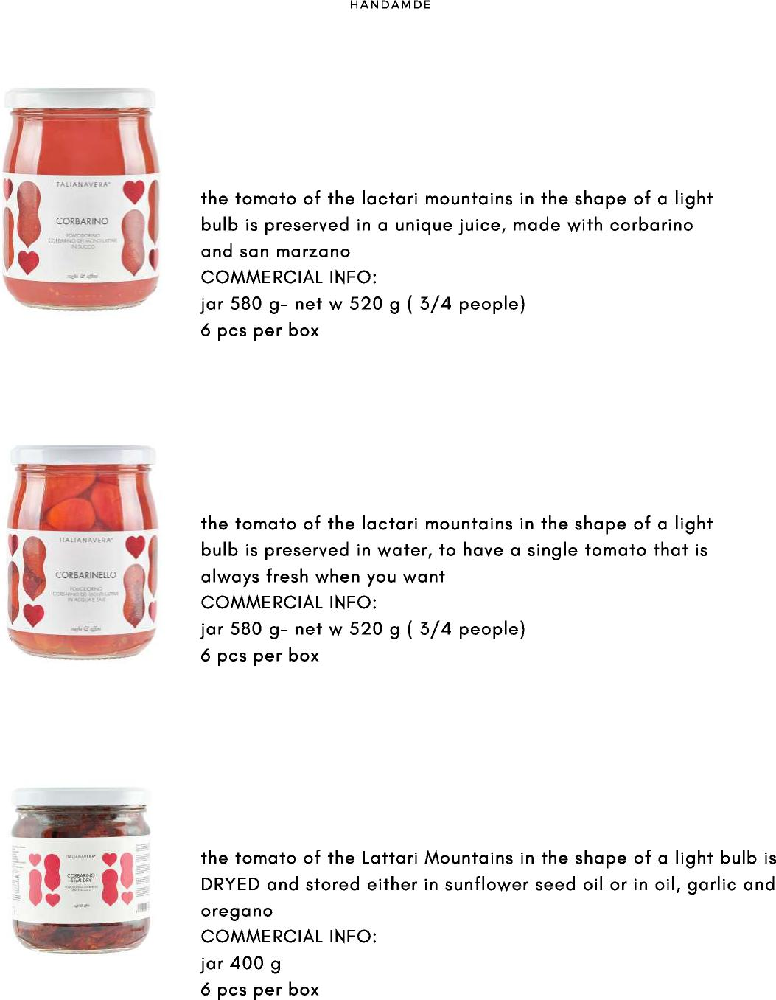 HANDAMDE
ITALIANAVERA
CORBARINO
POMODORINO
CORBARINO DEI MONTI LATTARI
IN SUCCO
sughi & affini
the tomato of the lactari mountains in the shape of a light
bulb is preserved in a unique juice, made with corbarino
and san marzano
COMMERCIAL INFO:
jar 580 g- net w 520 g ( 3/4 people)
6 pcs per box
ITALIANAVERA
CORBARINELLO
POMODORINO
CORBARINO DEI MONTI LATTARI
IN ACQUA E SALE
sughi & affini
the tomato of the lactari mountains in the shape of a light
bulb is preserved in water, to have a single tomato that is
always fresh when you want
COMMERCIAL INFO:
jar 580 g- net w 520 g ( 3/4 people)
6 pcs per box
ITALIANAVERA
CORBARINO
SEMI DRY
sughi & affini
the tomato of the Lattari Mountains in the shape of a light bulb is
DRYED and stored either in sunflower seed oil or in oil, garlic and
oregano
COMMERCIAL INFO:
jar 400 g
6 pcs per box